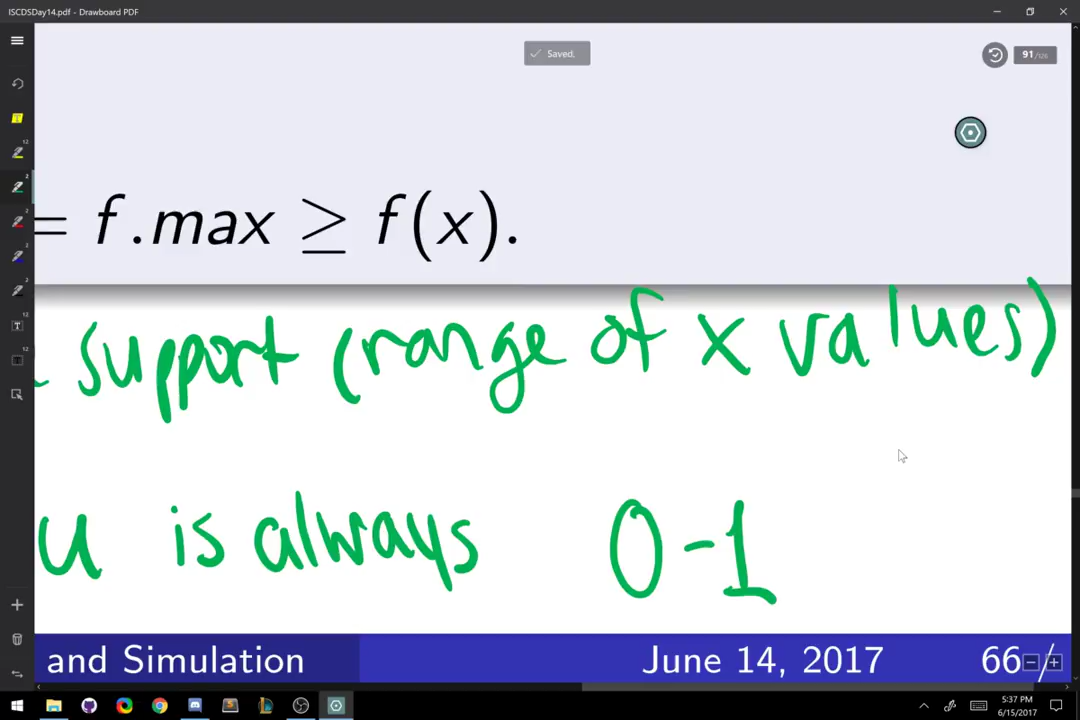 ISCDSDay14.pdf - Drawboard PDF
Saved.
91/126
= f.max ≥ f(x).
support (range of x values)
u is always 0-1
and Simulation June 14, 2017 66 /
5:37 PM
6/15/2017